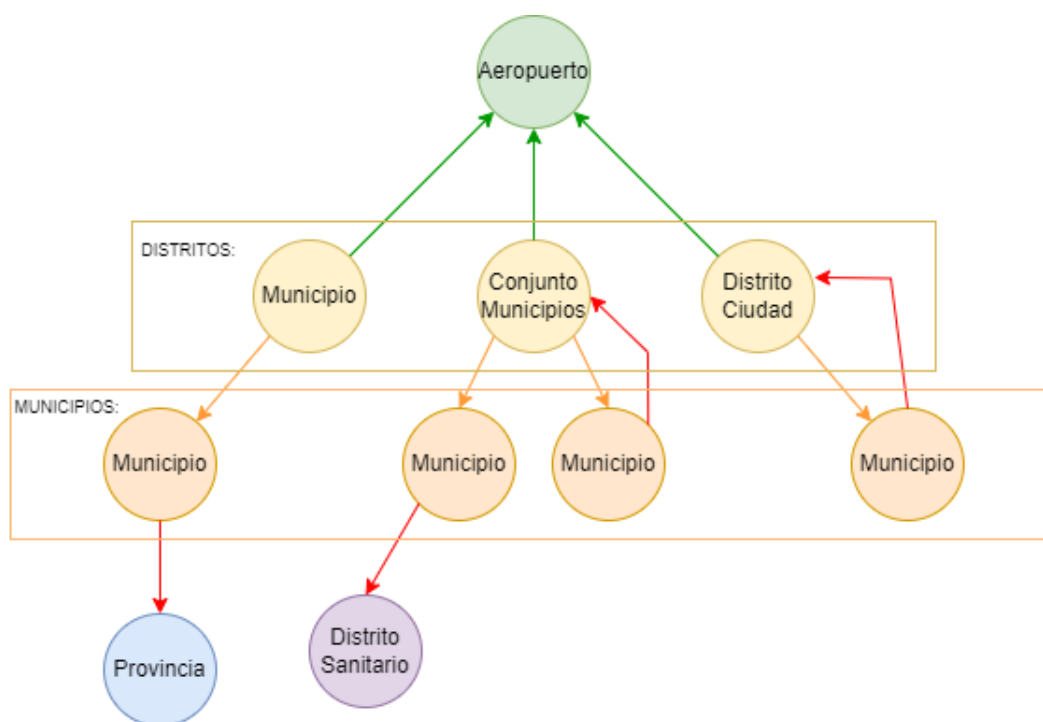 Aeropuerto
DISTRITOS:
Municipio
Conjunto
Municipios
Distrito
Ciudad
MUNICIPIOS:
Municipio
Municipio
Municipio
Municipio
Provincia
Distrito
Sanitario